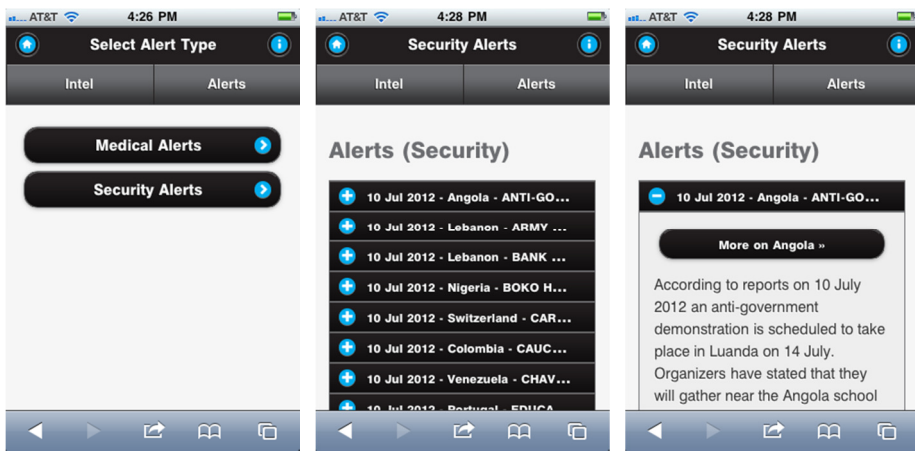 AT&T 4:26 PM
Select Alert Type
Intel Alerts
Medical Alerts
Security Alerts
AT&T 4:28 PM
Security Alerts
Intel Alerts
Alerts (Security)
10 Jul 2012 - Angola - ANTI-GO...
10 Jul 2012 - Lebanon - ARMY ...
10 Jul 2012 - Lebanon - BANK ...
10 Jul 2012 - Nigeria - BOKO H...
10 Jul 2012 - Switzerland - CAR...
10 Jul 2012 - Colombia - CAUC...
10 Jul 2012 - Venezuela - CHAV...
10 Jul 2012 - Portugal - EDUCA
AT&T 4:28 PM
Security Alerts
Intel Alerts
Alerts (Security)
10 Jul 2012 - Angola - ANTI-GO...
More on Angola »
According to reports on 10 July
2012 an anti-government
demonstration is scheduled to take
place in Luanda on 14 July.
Organizers have stated that they
will gather near the Angola school